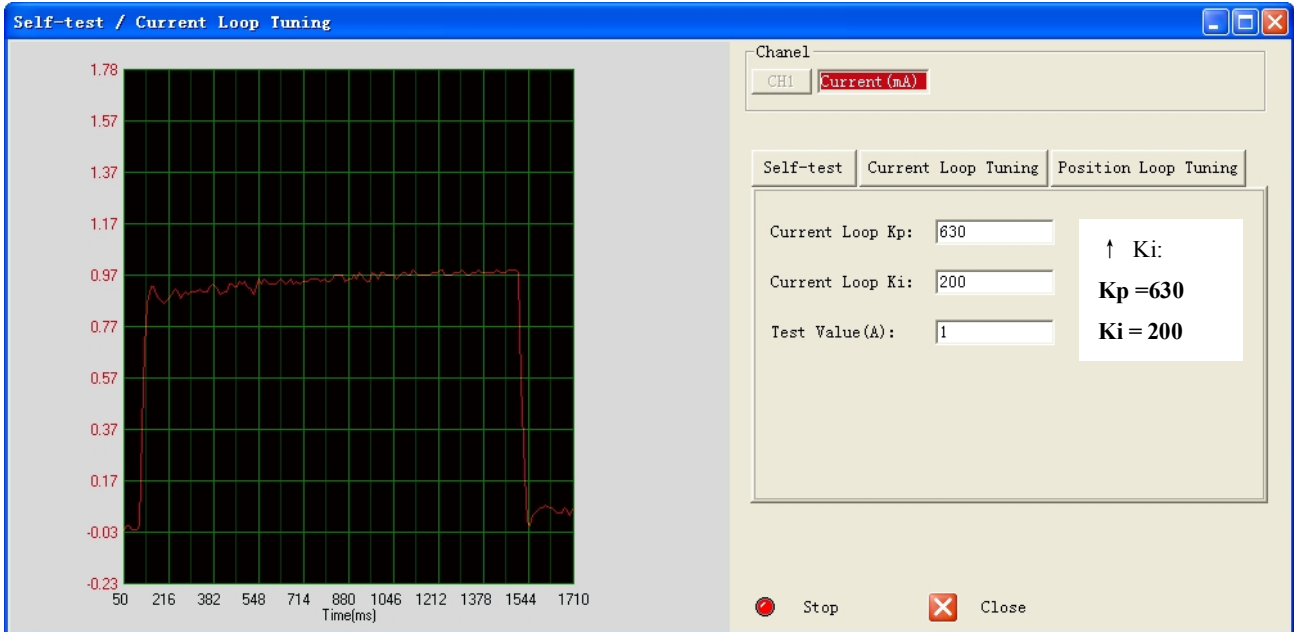 Self-test / Current Loop Tuning
1.78
1.57
1.37
1.17
0.97
0.77
0.57
0.37
0.17
-0.03
-0.23
50 216 382 548 714 880 1046 1212 1378 1544 1710
Time(ms)
Chanel
CH1 Current(mA)
Self-test Current Loop Tuning Position Loop Tuning
Current Loop Kp: 630
Current Loop Ki: 200
Test Value(A): 1
↑ Ki:
Kp =630
Ki = 200
Stop Close